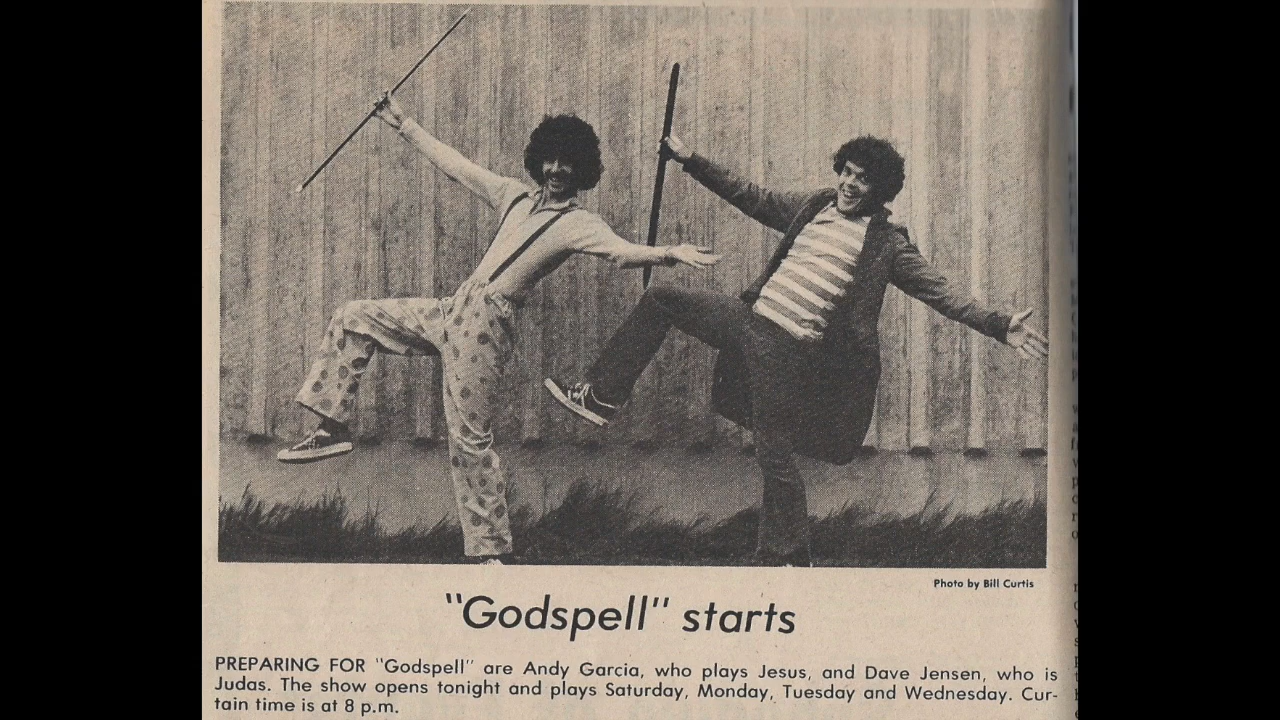 Photo by Bill Curtis
"Godspell" starts
PREPARING FOR "Godspell" are Andy Garcia, who plays Jesus, and Dave Jensen, who is
Judas. The show opens tonight and plays Saturday, Monday, Tuesday and Wednesday. Cur-
tain time is at 8 p.m.